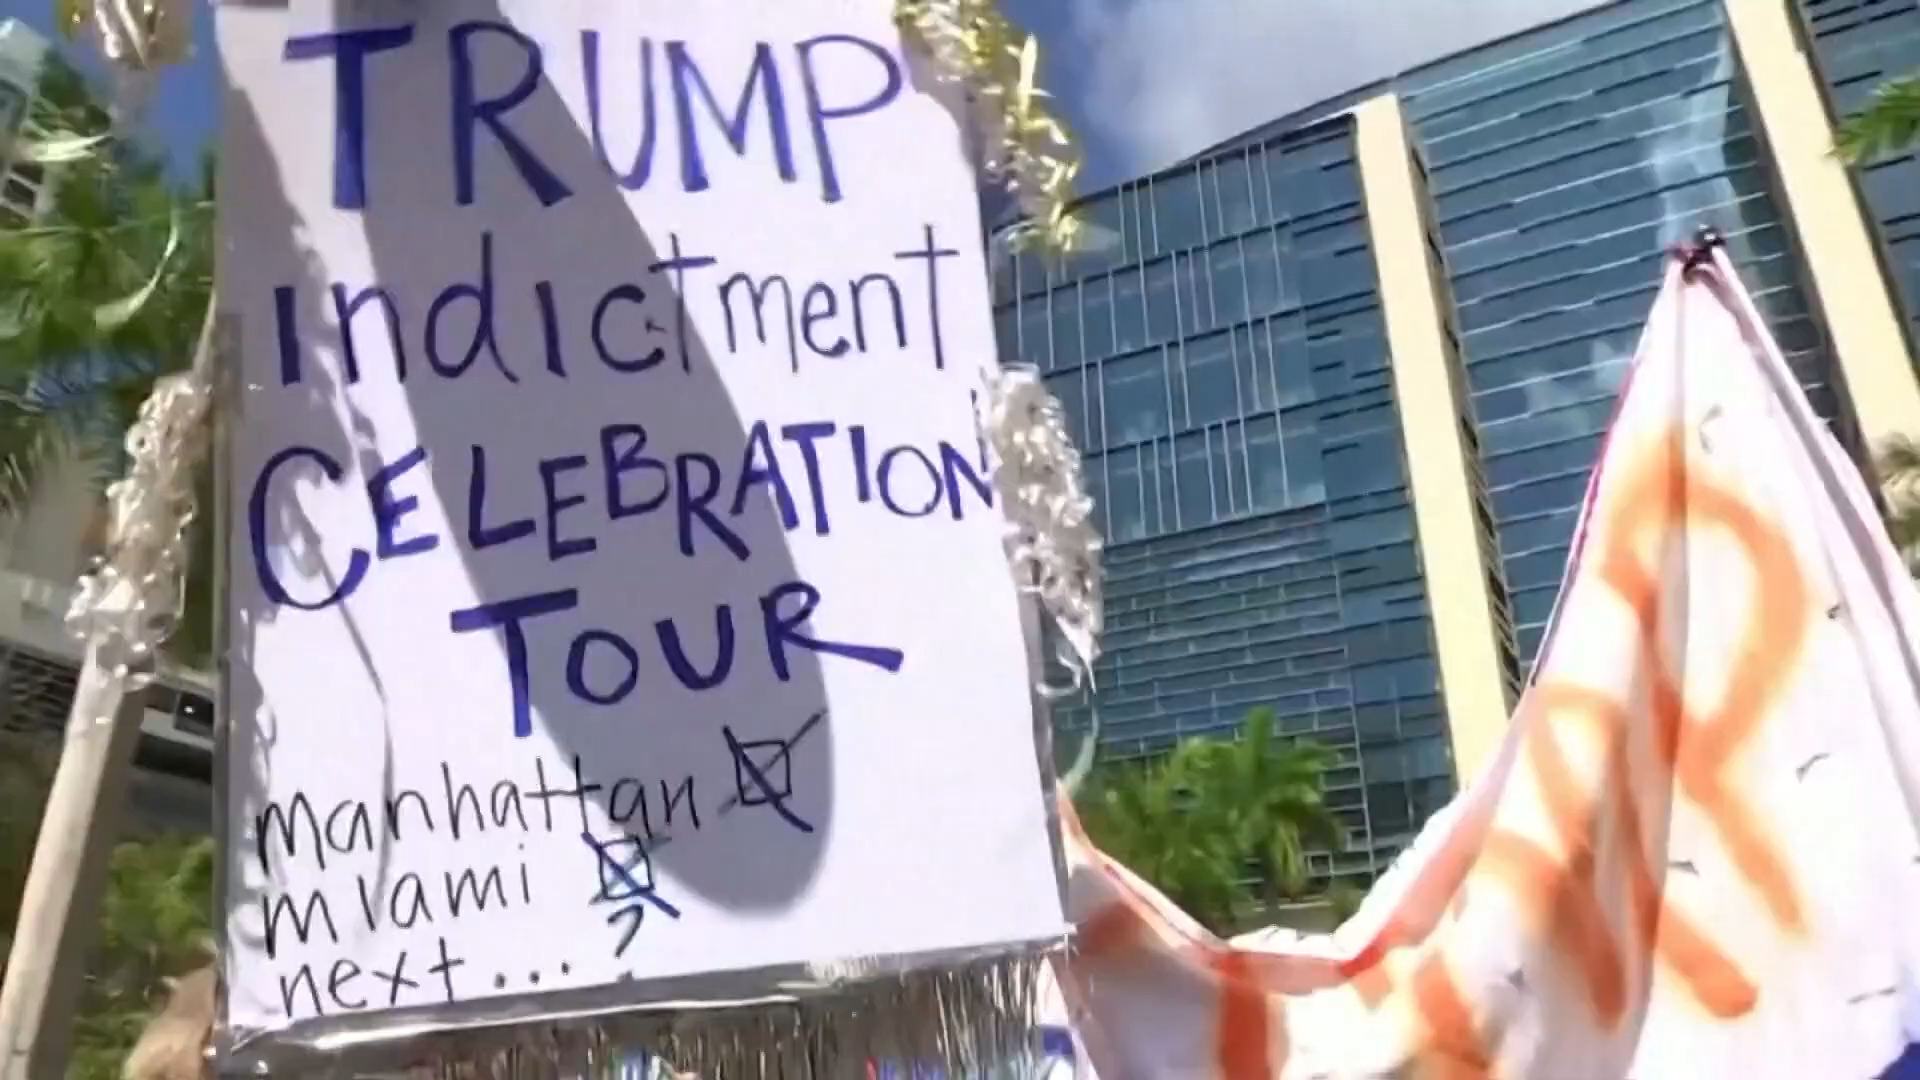 TRUMP
indictment
CELEBRATION
TOUR
manhattan
miami
next...?